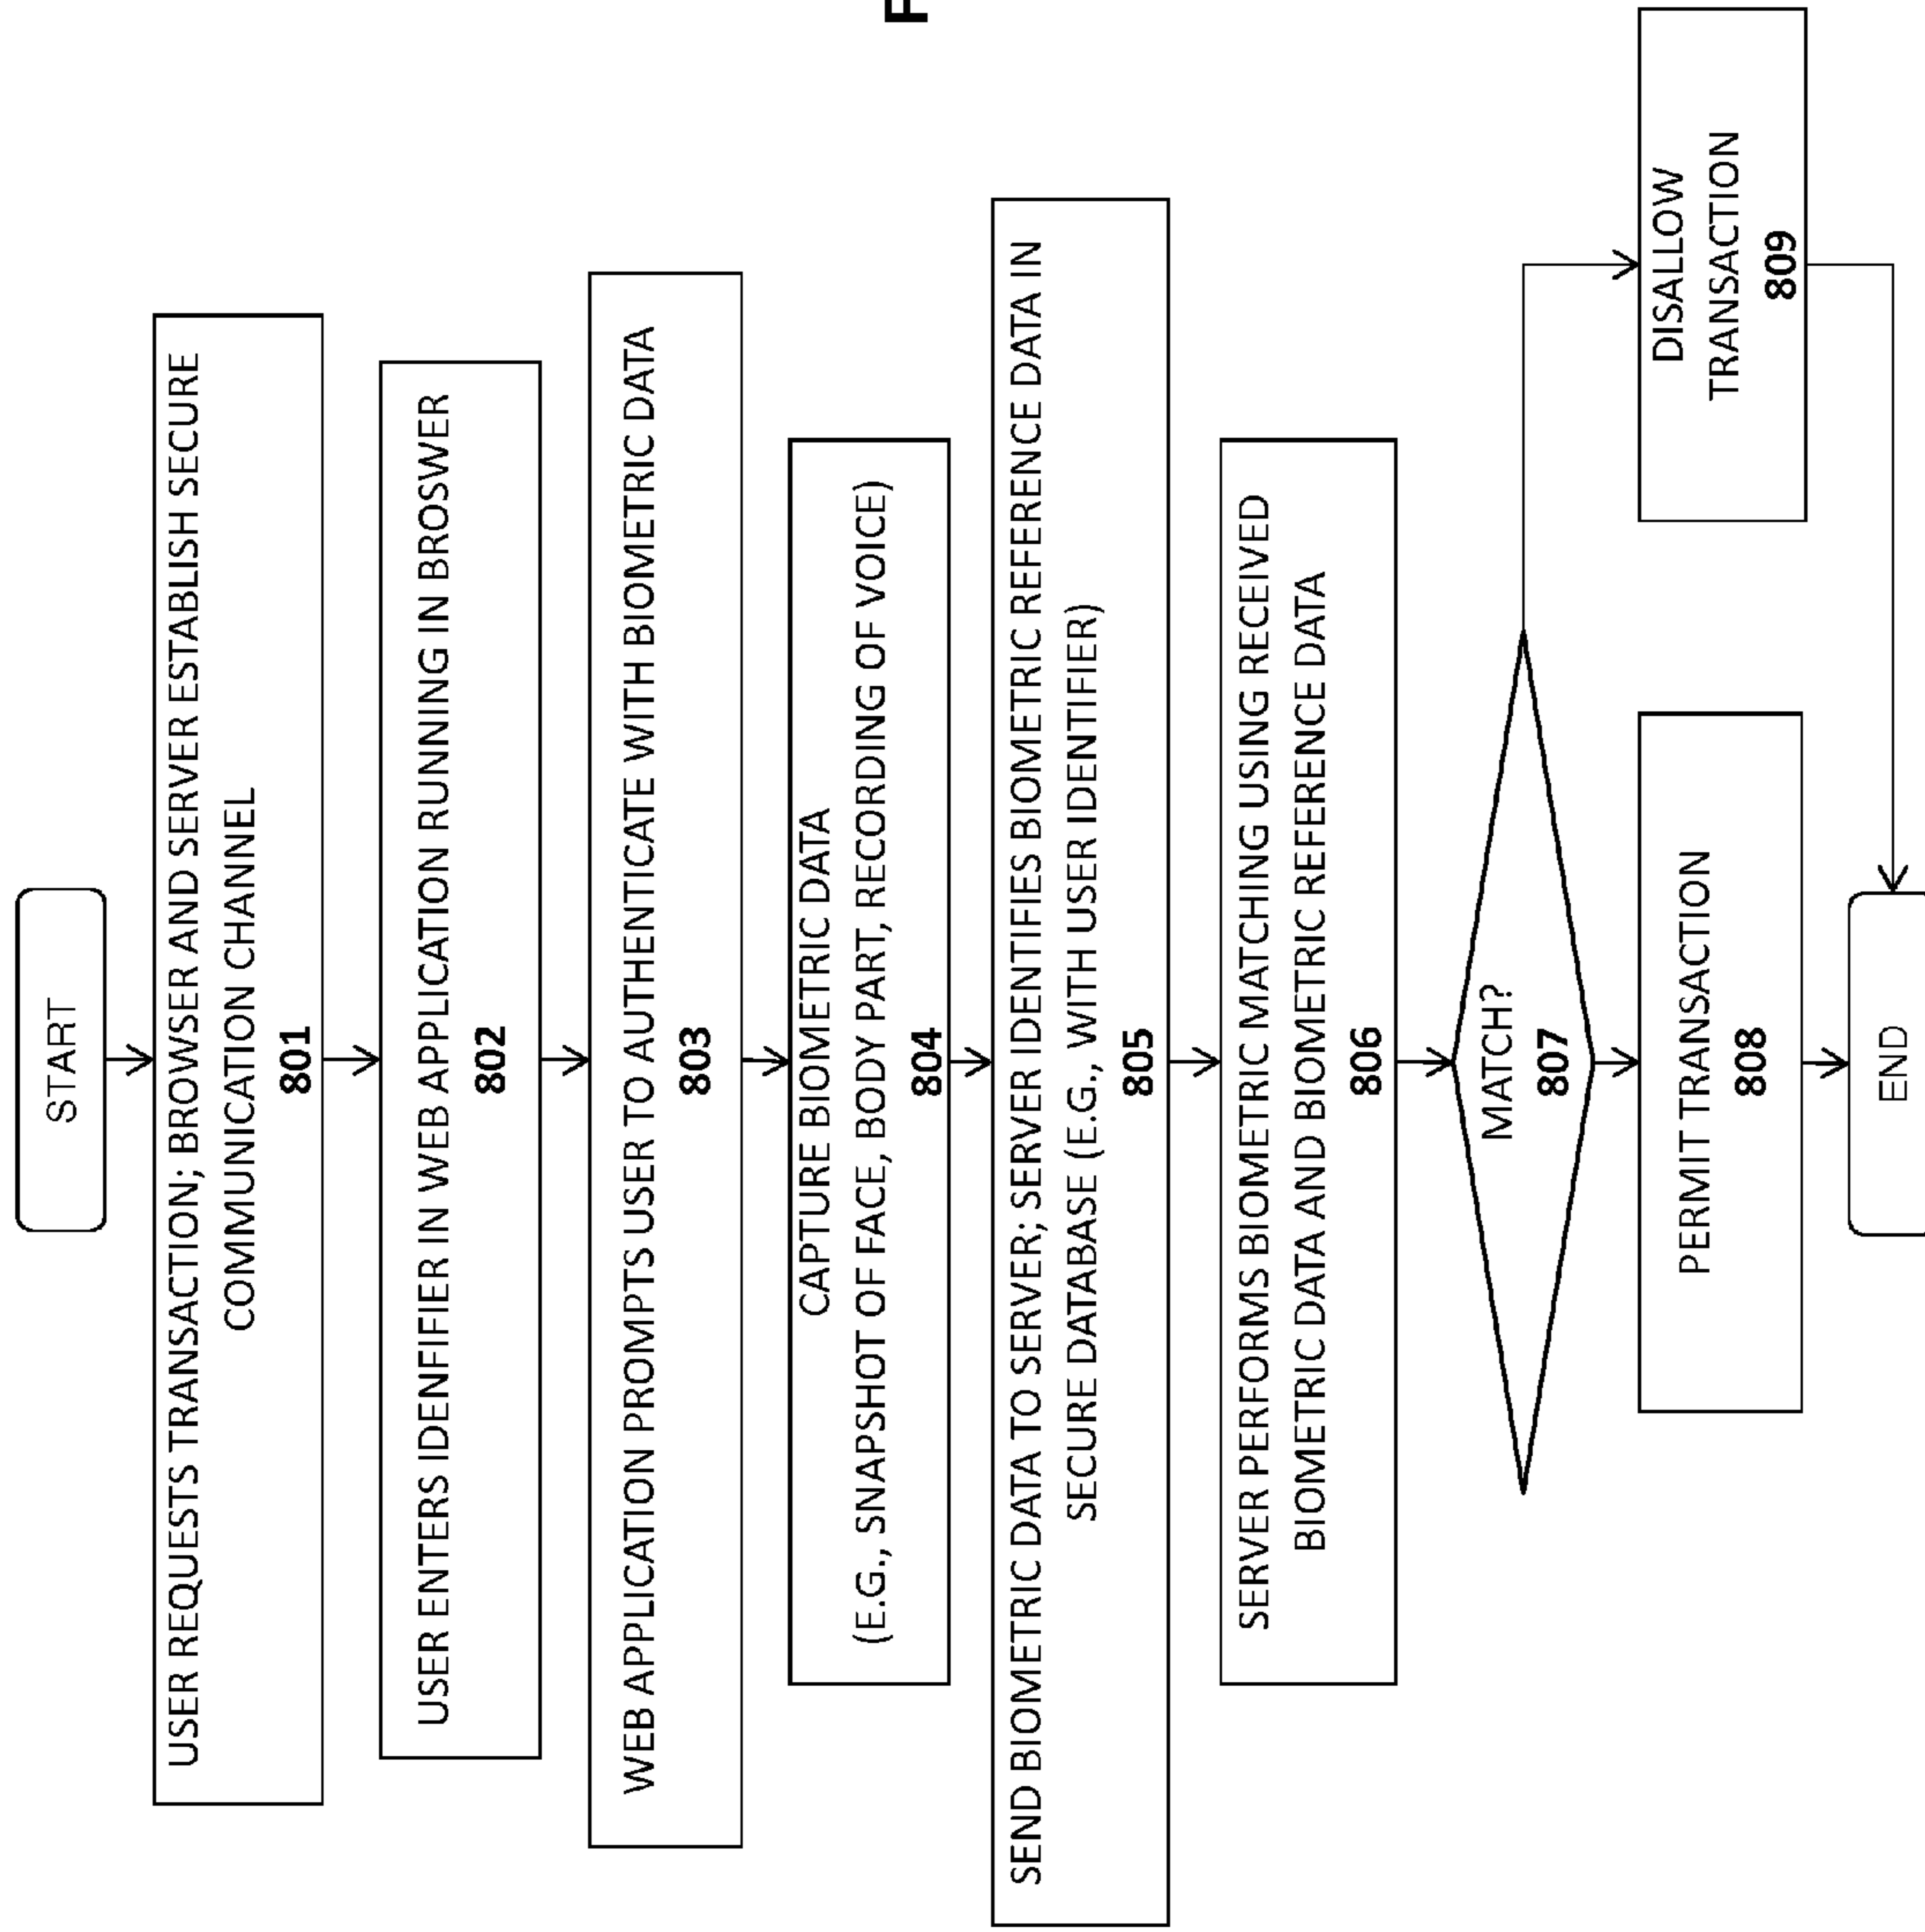 START
USER REQUESTS TRANSACTION; BROWSER AND SERVER ESTABLISH SECURE
COMMUNICATION CHANNEL
801
USER ENTERS IDENFIFIER IN WEB APPLICATION RUNNING IN BROSWER
802
WEB APPLICATION PROMPTS USER TO AUTHENTICATE WITH BIOMETRIC DATA
803
CAPTURE BIOMETRIC DATA
(E.G., SNAPSHOT OF FACE, BODY PART, RECORDING OF VOICE)
804
SEND BIOMETRIC DATA TO SERVER; SERVER IDENTIFIES BIOMETRIC REFERENCE DATA IN
SECURE DATABASE (E.G., WITH USER IDENTIFIER)
805
SERVER PERFORMS BIOMETRIC MATCHING USING RECEIVED
BIOMETRIC DATA AND BIOMETRIC REFERENCE DATA
806
MATCH?
807
PERMIT TRANSACTION
808
DISALLOW
TRANSACTION
809
END